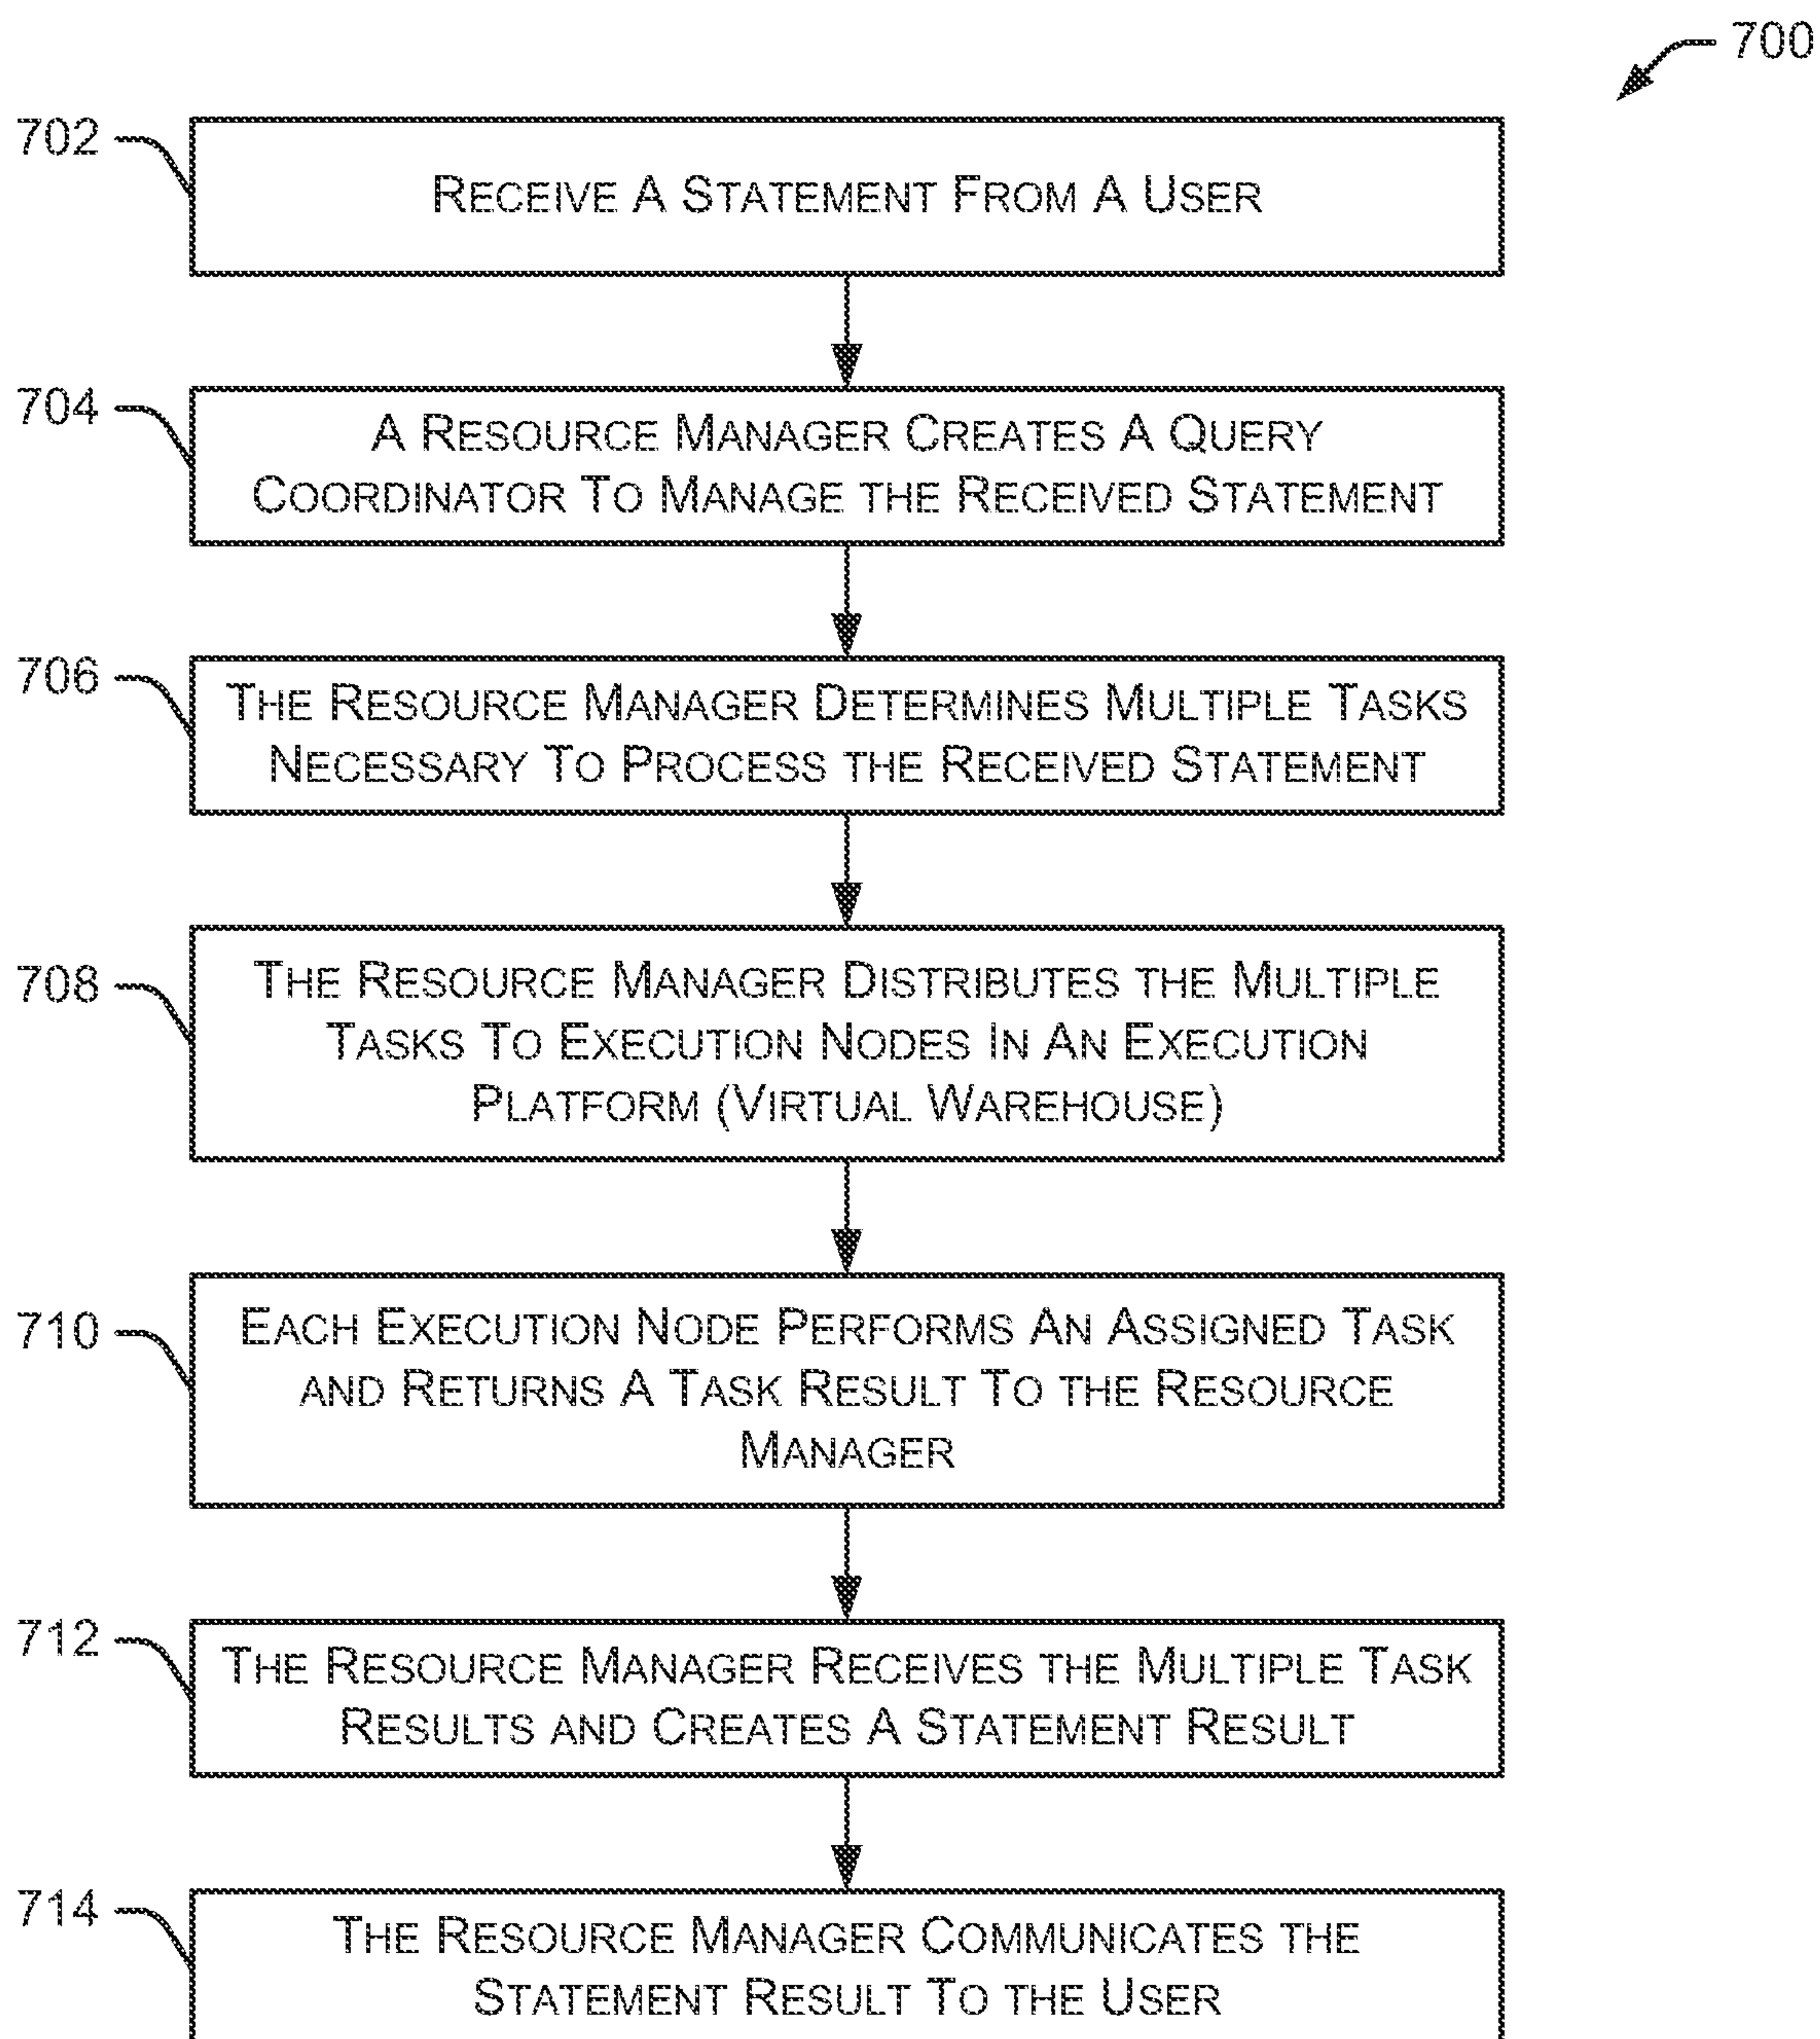 700
702
RECEIVE A STATEMENT FROM A USER
704
A RESOURCE MANAGER CREATES A QUERY
COORDINATOR TO MANAGE THE RECEIVED STATEMENT
706
THE RESOURCE MANAGER DETERMINES MULTIPLE TASKS
NECESSARY TO PROCESS THE RECEIVED STATEMENT
708
THE RESOURCE MANAGER DISTRIBUTES THE MULTIPLE
TASKS TO EXECUTION NODES IN AN EXECUTION
PLATFORM (VIRTUAL WAREHOUSE)
710
EACH EXECUTION NODE PERFORMS AN ASSIGNED TASK
AND RETURNS A TASK RESULT TO THE RESOURCE
MANAGER
712
THE RESOURCE MANAGER RECEIVES THE MULTIPLE TASK
RESULTS AND CREATES A STATEMENT RESULT
714
THE RESOURCE MANAGER COMMUNICATES THE
STATEMENT RESULT TO THE USER